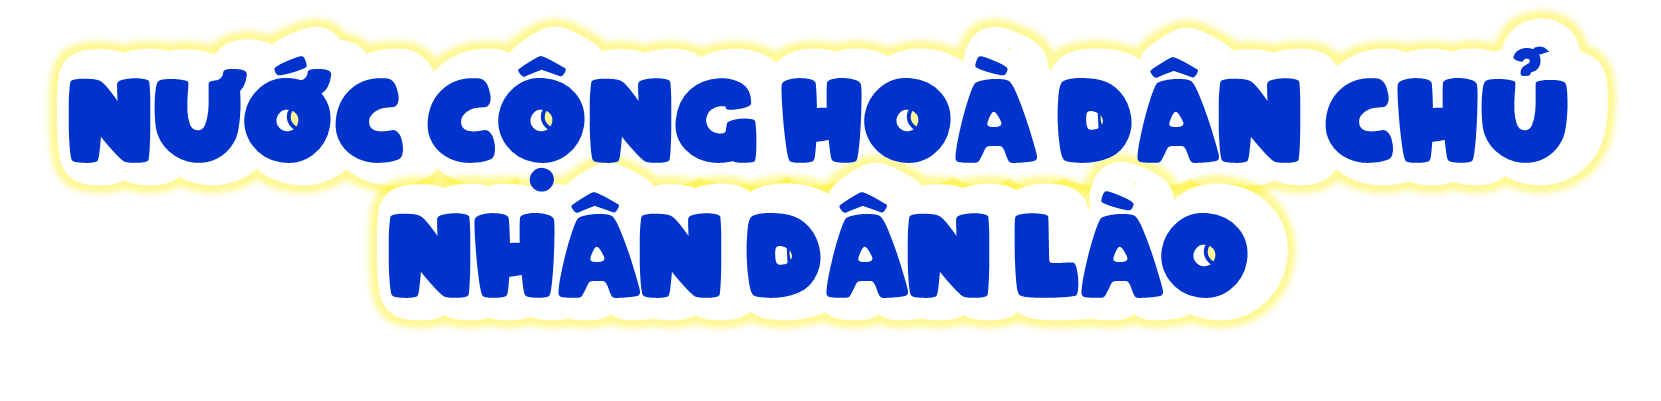 NƯỚC CỘNG HOÀ DÂN CHỦ
NHÂN DÂN LÀO